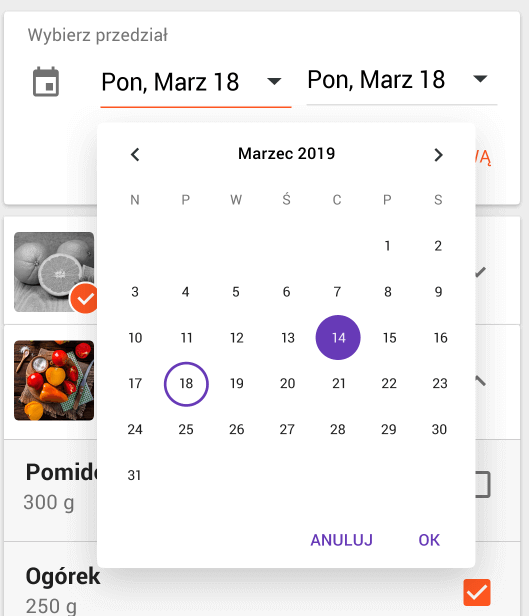 Wybierz przedział
Pon, Marz 18 Pon, Marz 18
Marzec 2019
WĄ
N P W Ś C P S
1 2
3 4 5 6 7 8 9
10 11 12 13 14 15 16
17 18 19 20 21 22 23
24 25 26 27 28 29 30
31
Pomid
300 g
ANULUJ OK
Ogórek
250 g